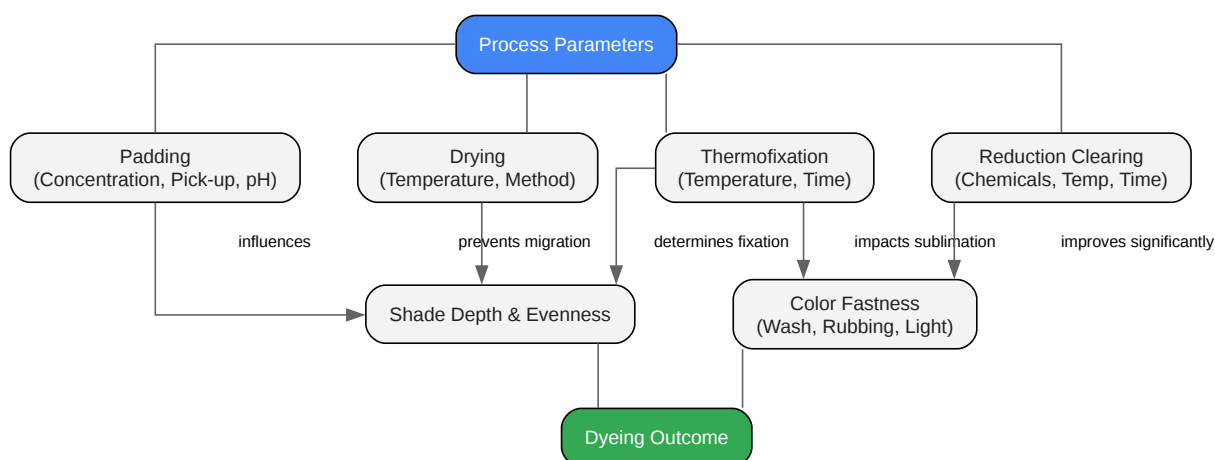 Process Parameters
Padding
(Concentration, Pick-up, pH)
Drying
(Temperature, Method)
Thermofixation
(Temperature, Time)
Reduction Clearing
(Chemicals, Temp, Time)
influences
prevents migration
determines fixation
impacts sublimation
improves significantly
Shade Depth & Evenness
Color Fastness
(Wash, Rubbing, Light)
Dyeing Outcome